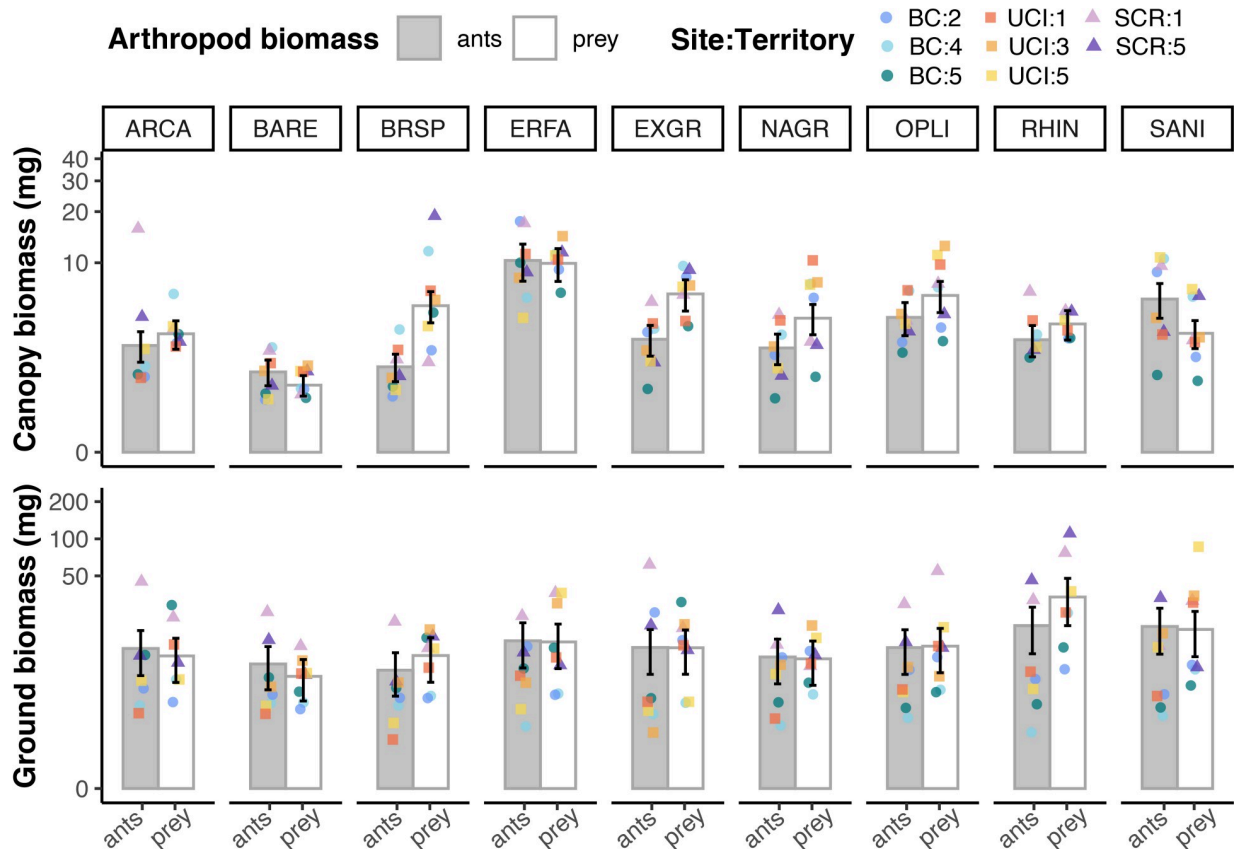 Arthropod biomass ants prey Site:Territory BC:2 UCI:1 SCR:1
BC:4 UCI:3 SCR:5
BC:5 UCI:5
ARCA BARE BRSP ERFA EXGR NAGR OPLI RHIN SANI
Canopy biomass (mg)
40
30
20
10
0
Ground biomass (mg)
200
100
50
0
ants prey ants prey ants prey ants prey ants prey ants prey ants prey ants prey ants prey